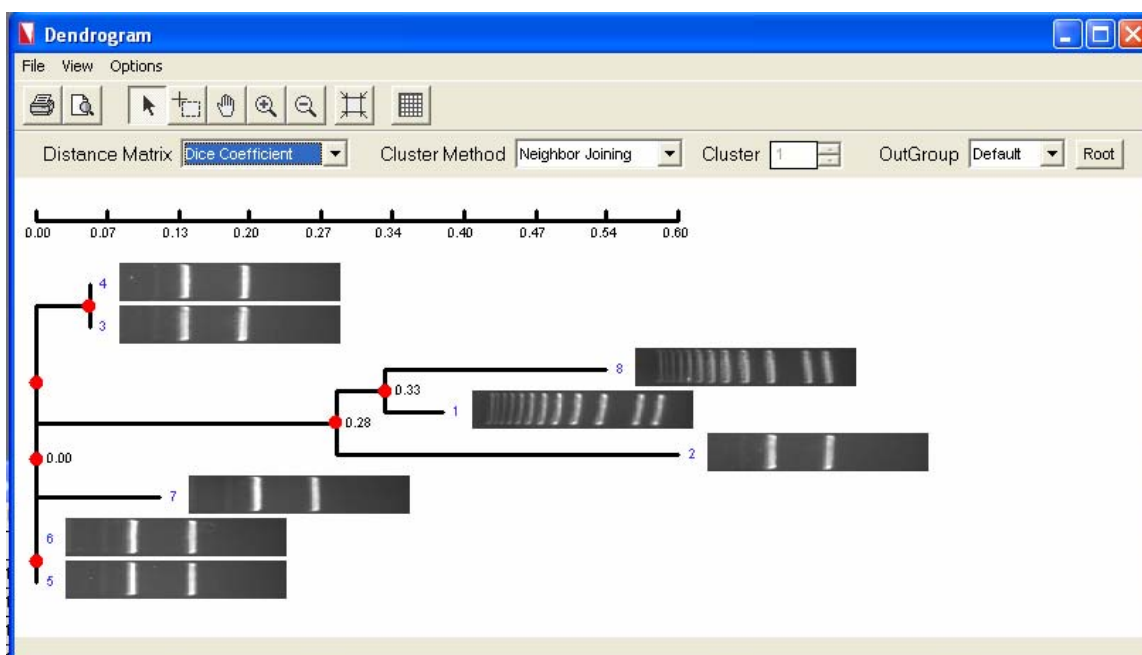 Dendrogram
File View Options
Distance Matrix Dice Coefficient Cluster Method Neighbor Joining Cluster 1 OutGroup Default Root
0.00 0.07 0.13 0.20 0.27 0.34 0.40 0.47 0.54 0.60
4
3
8
0.33
1
0.28
2
0.00
7
6
5